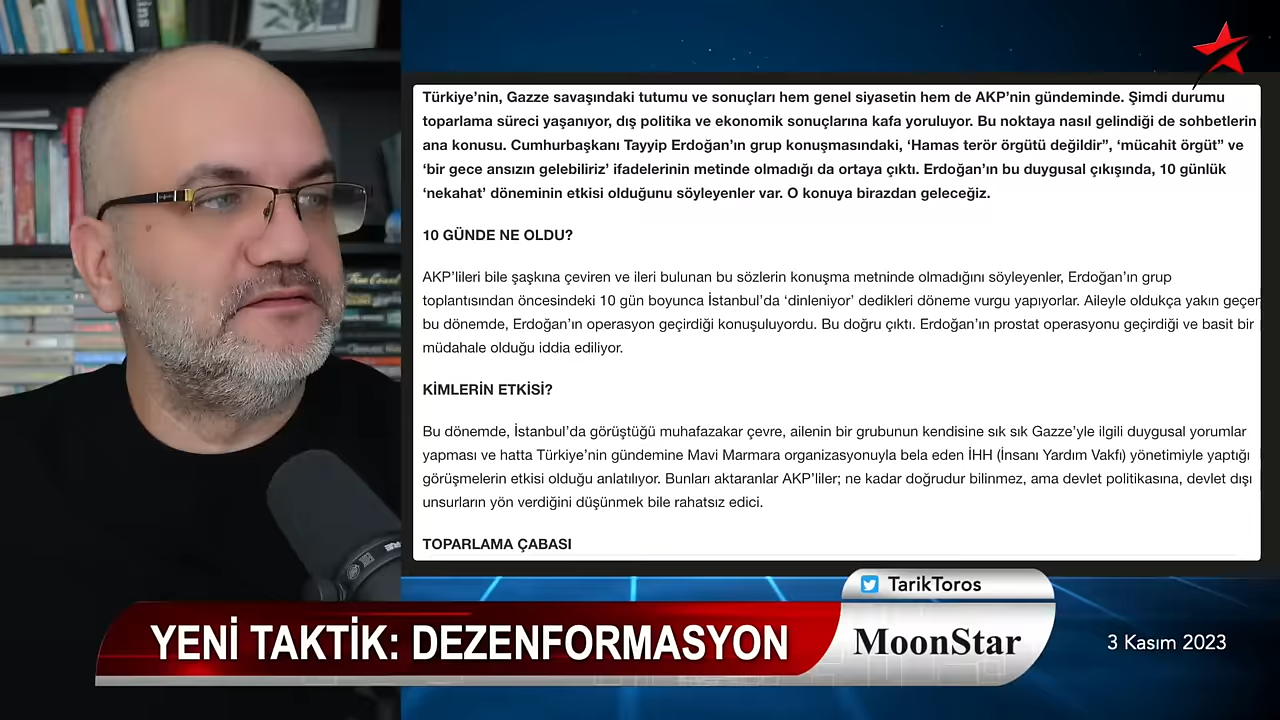 Türkiye'nin, Gazze savaşındaki tutumu ve sonuçları hem genel siyasetin hem de AKP'nin gündeminde. Şimdi durumu
toparlama süreci yaşanıyor, dış politika ve ekonomik sonuçlarına kafa yoruluyor. Bu noktaya nasıl gelindiği de sohbetlerin
ana konusu. Cumhurbaşkanı Tayyip Erdoğan'ın grup konuşmasındaki, 'Hamas terör örgütü değildir", 'mücahit örgüt" ve
'bir gece ansızın gelebiliriz' ifadelerinin metinde olmadığı da ortaya çıktı. Erdoğan'ın bu duygusal çıkışında, 10 günlük
'nekahat' döneminin etkisi olduğunu söyleyenler var. O konuya birazdan geleceğiz.
10 GÜNDE NE OLDU?
AKP'lileri bile şaşkına çeviren ve ileri bulunan bu sözlerin konuşma metninde olmadığını söyleyenler, Erdoğan'ın grup
toplantısından öncesindeki 10 gün boyunca İstanbul'da 'dinleniyor' dedikleri döneme vurgu yapıyorlar. Aileyle oldukça yakın geçen
bu dönemde, Erdoğan'ın operasyon geçirdiği konuşuluyordu. Bu doğru çıktı. Erdoğan'ın prostat operasyonu geçirdiği ve basit bir
müdahale olduğu iddia ediliyor.
KİMLERİN ETKİSİ?
Bu dönemde, İstanbul'da görüştüğü muhafazakar çevre, ailenin bir grubunun kendisine sık sık Gazze'yle ilgili duygusal yorumlar
yapması ve hatta Türkiye'nin gündemine Mavi Marmara organizasyonuyla bela eden İHH (İnsanı Yardım Vakfı) yönetimiyle yaptığı
görüşmelerin etkisi olduğu anlatılıyor. Bunları aktaranlar AKP'liler; ne kadar doğrudur bilinmez, ama devlet politikasına, devlet dışı
unsurların yön verdiğini düşünmek bile rahatsız edici.
TOPARLAMA ÇABASI
TarikToros
YENİ TAKTİK: DEZENFORMASYON
MoonStar
3 Kasım 2023